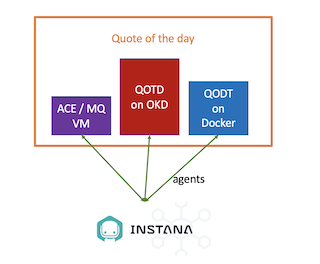 Quote of the day
ACE / MQ
VM
QOTD
on OKD
QODT
on
Docker
agents
INSTANA